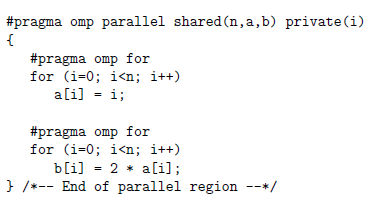 #pragma omp parallel shared(n,a,b) private(i)
{
   #pragma omp for
   for (i=0; i<n; i++)
      a[i] = i;

   #pragma omp for
   for (i=0; i<n; i++)
      b[i] = 2 * a[i];
} /*-- End of parallel region --*/